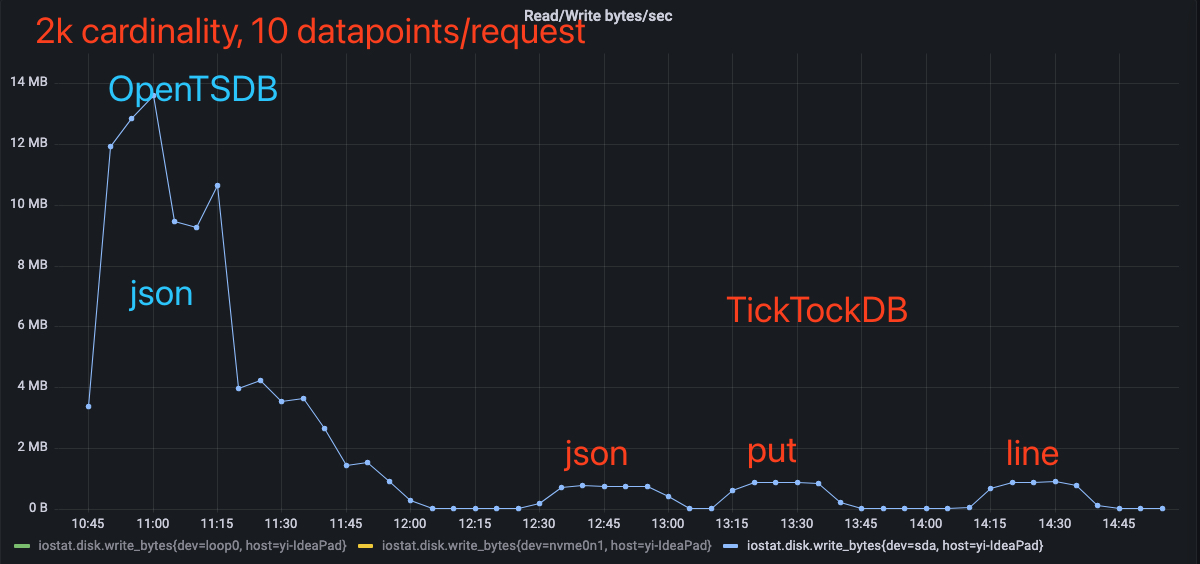 Read/Write bytes/sec
2k cardinality, 10 datapoints/request
14 MB
OpenTSDB
12 MB
10 MB
8 MB
json
TickTockDB
6 MB
4 MB
2 MB
json
put
line
0 B
10:45 11:00 11:15 11:30 11:45 12:00 12:15 12:30 12:45 13:00 13:15 13:30 13:45 14:00 14:15 14:30 14:45
iostat.disk.write_bytes{dev=loop0, host=yi-IdeaPad} iostat.disk.write_bytes{dev=nvme0n1, host=yi-IdeaPad} iostat.disk.write_bytes{dev=sda, host=yi-IdeaPad}